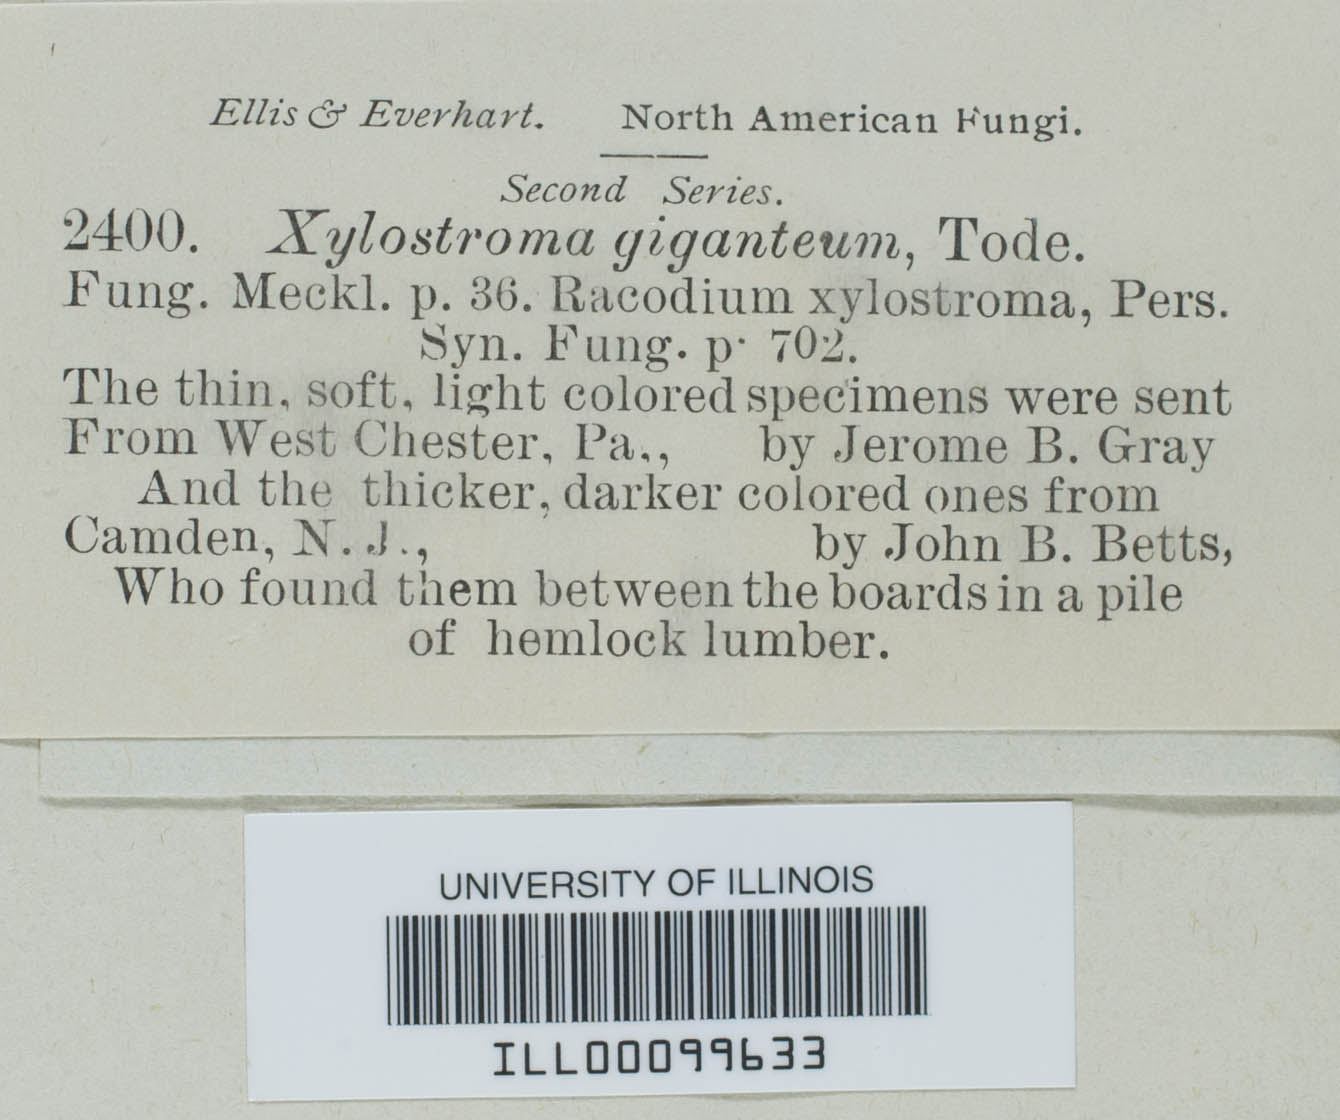 Ellis & Everhart. North American Fungi.
Second Series.
2400. Xylostroma giganteum, Tode.
Fung. Meckl. p. 36. Racodium xylostroma, Pers.
Syn. Fung. p. 702.
The thin, soft, light colored specimens were sent
From West Chester, Pa., by Jerome B. Gray
And the thicker, darker colored ones from
Camden, N. J., by John B. Betts,
Who found them between the boards in a pile
of hemlock lumber.
UNIVERSITY OF ILLINOIS
ILL00099633